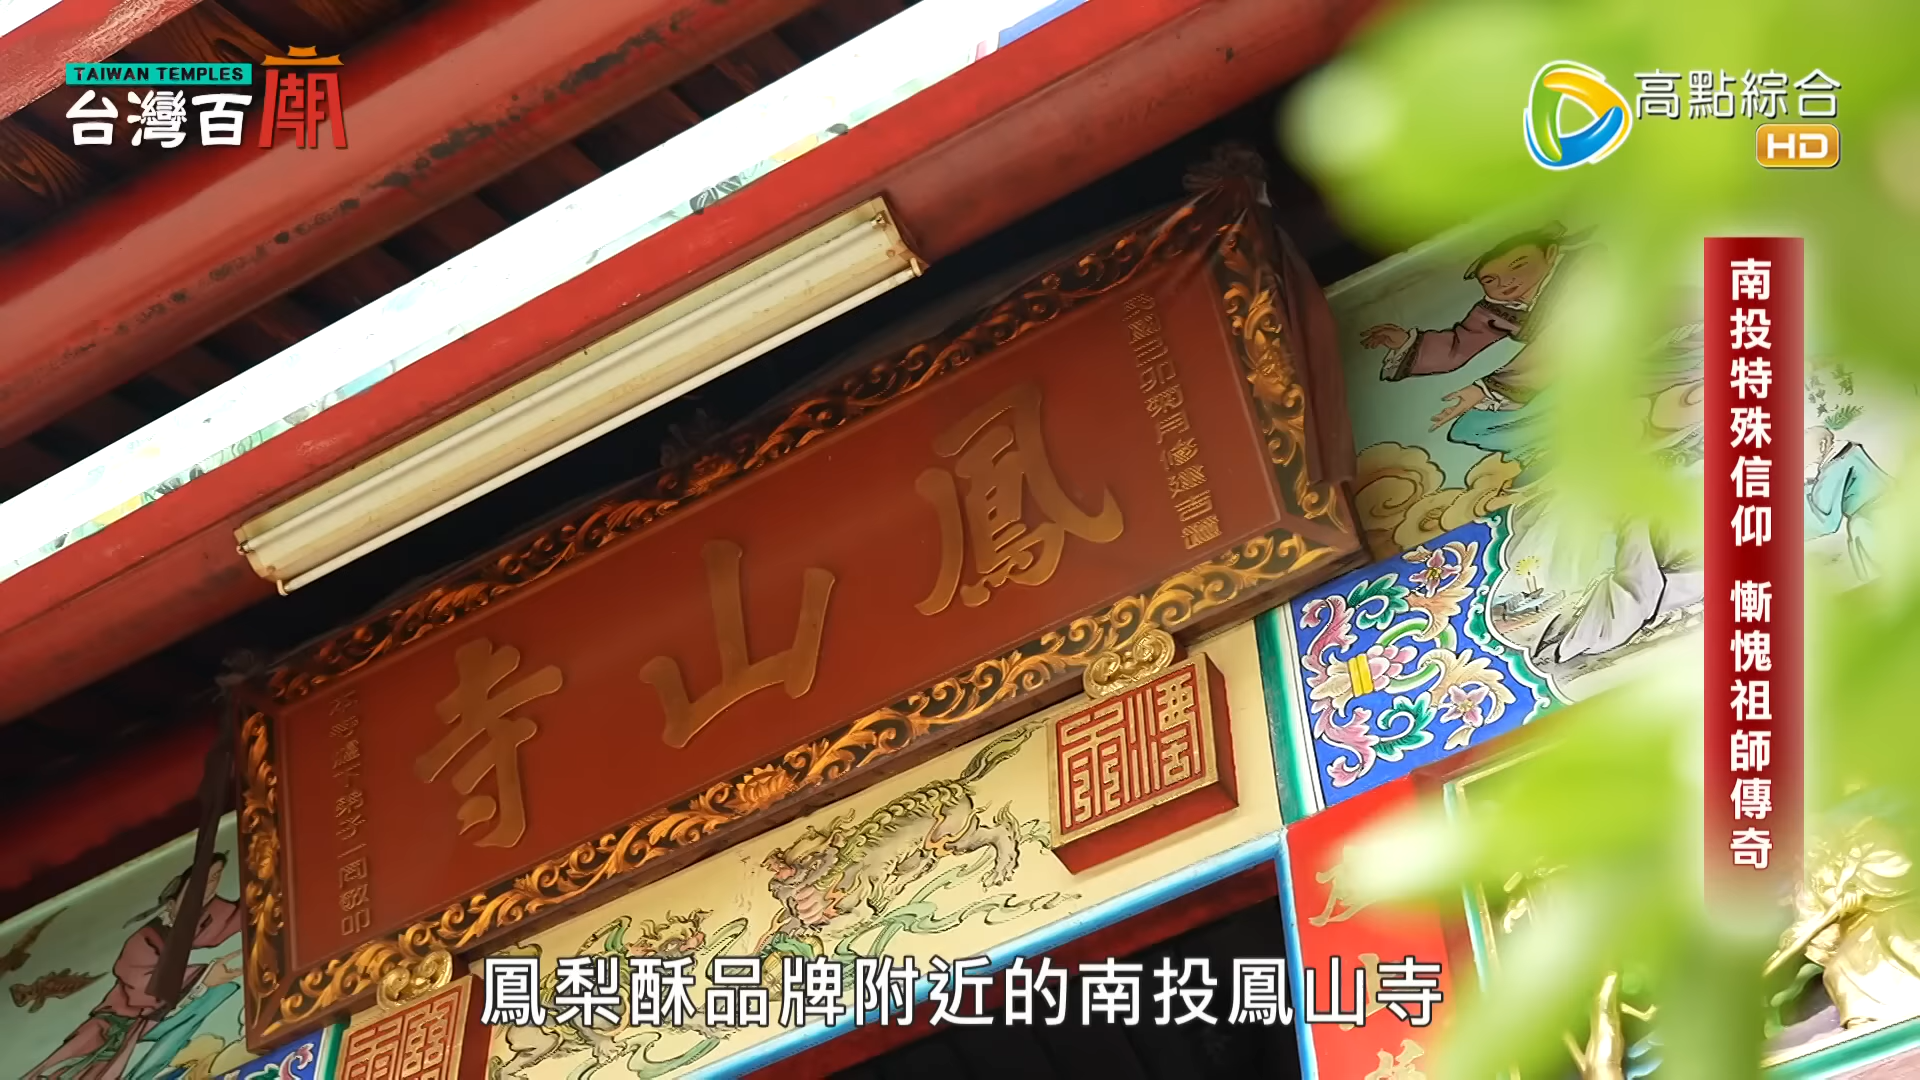 TAIWAN TEMPLES
台灣百廟
高點綜合
HD
南投特殊信仰 慚愧祖師傳奇
鳳山寺
鳳梨酥品牌附近的南投鳳山寺